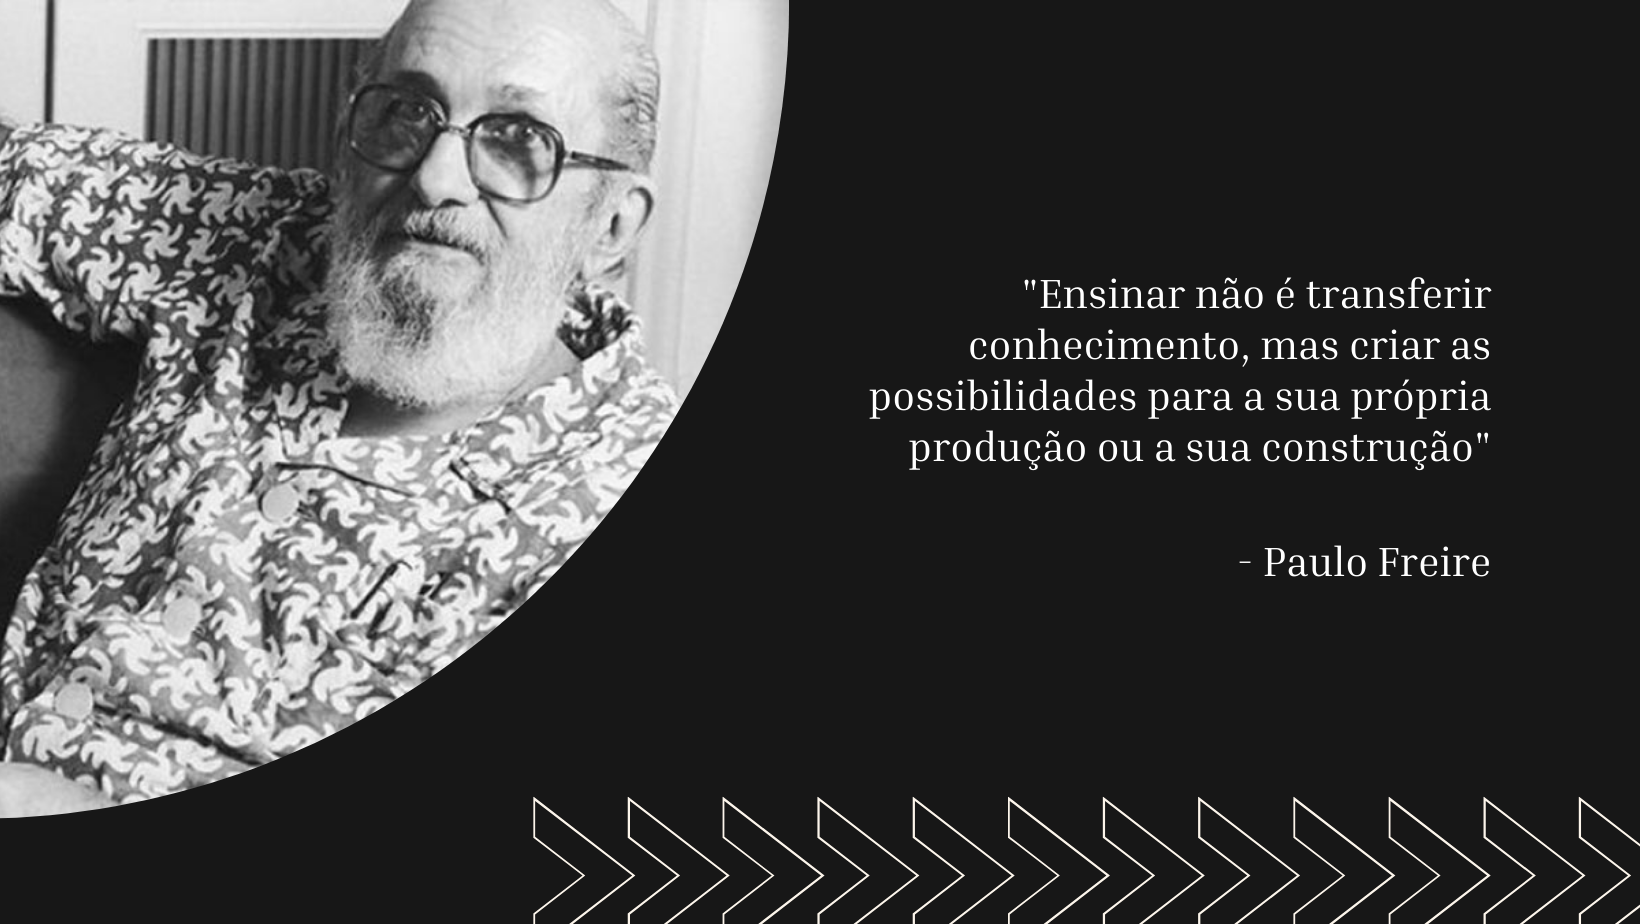 "Ensinar não é transferir
conhecimento, mas criar as
possibilidades para a sua própria
produção ou a sua construção"
- Paulo Freire